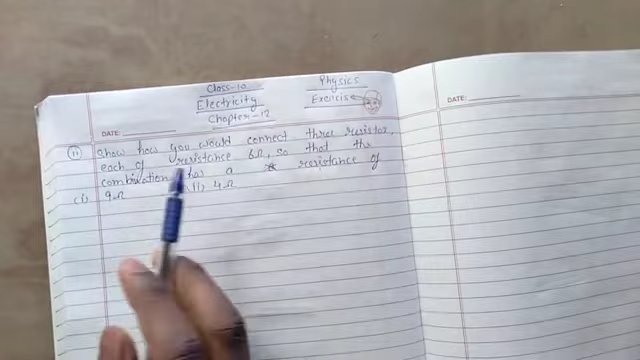 Class-10 Physics
Electricity Exercise
Chapter-12
DATE:
DATE:
11 Show how you would connect three resistor,
each of resistance 6Ω, so that the
combination has a resistance of
(i) 9Ω (ii) 4Ω